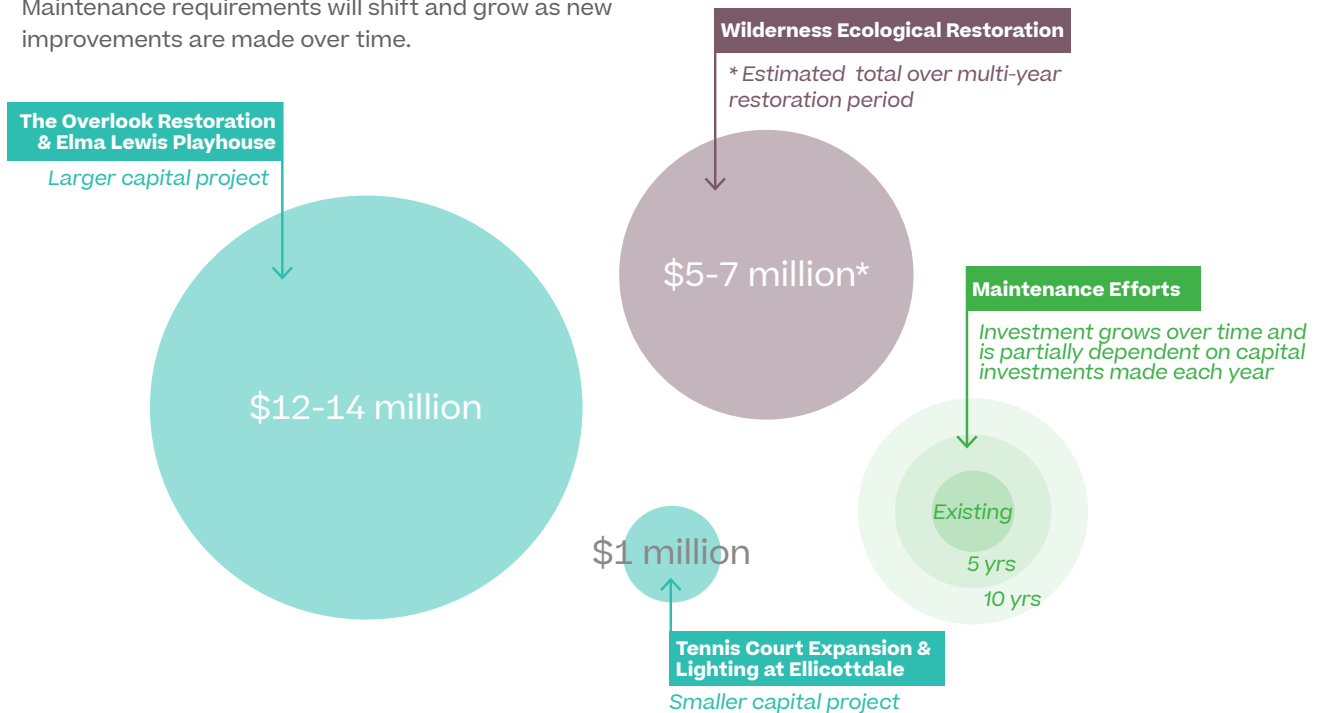 Maintenance requirements will shift and grow as new
improvements are made over time.
Wilderness Ecological Restoration
* Estimated total over multi-year
restoration period
The Overlook Restoration
& Elma Lewis Playhouse
Larger capital project
$5-7 million*
Maintenance Efforts
Investment grows over time and
is partially dependent on capital
investments made each year
$12-14 million
Existing
5 yrs
10 yrs
$1 million
Tennis Court Expansion &
Lighting at Ellicottdale
Smaller capital project